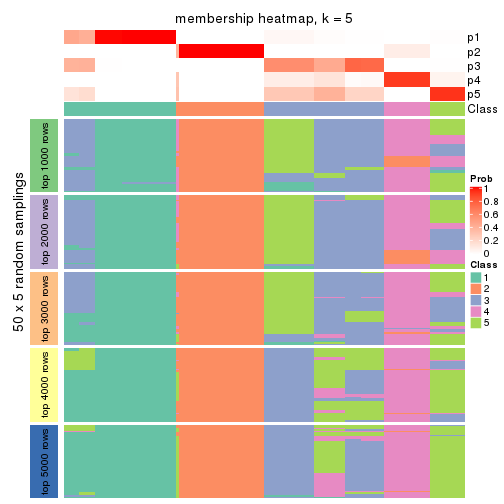 membership heatmap, k = 5
p1
p2
p3
p4
p5
Class
50 x 5 random samplings
top 1000 rows
top 2000 rows
top 3000 rows
top 4000 rows
top 5000 rows
Prob
1
0.8
0.6
0.4
0.2
0
Class
1
2
3
4
5